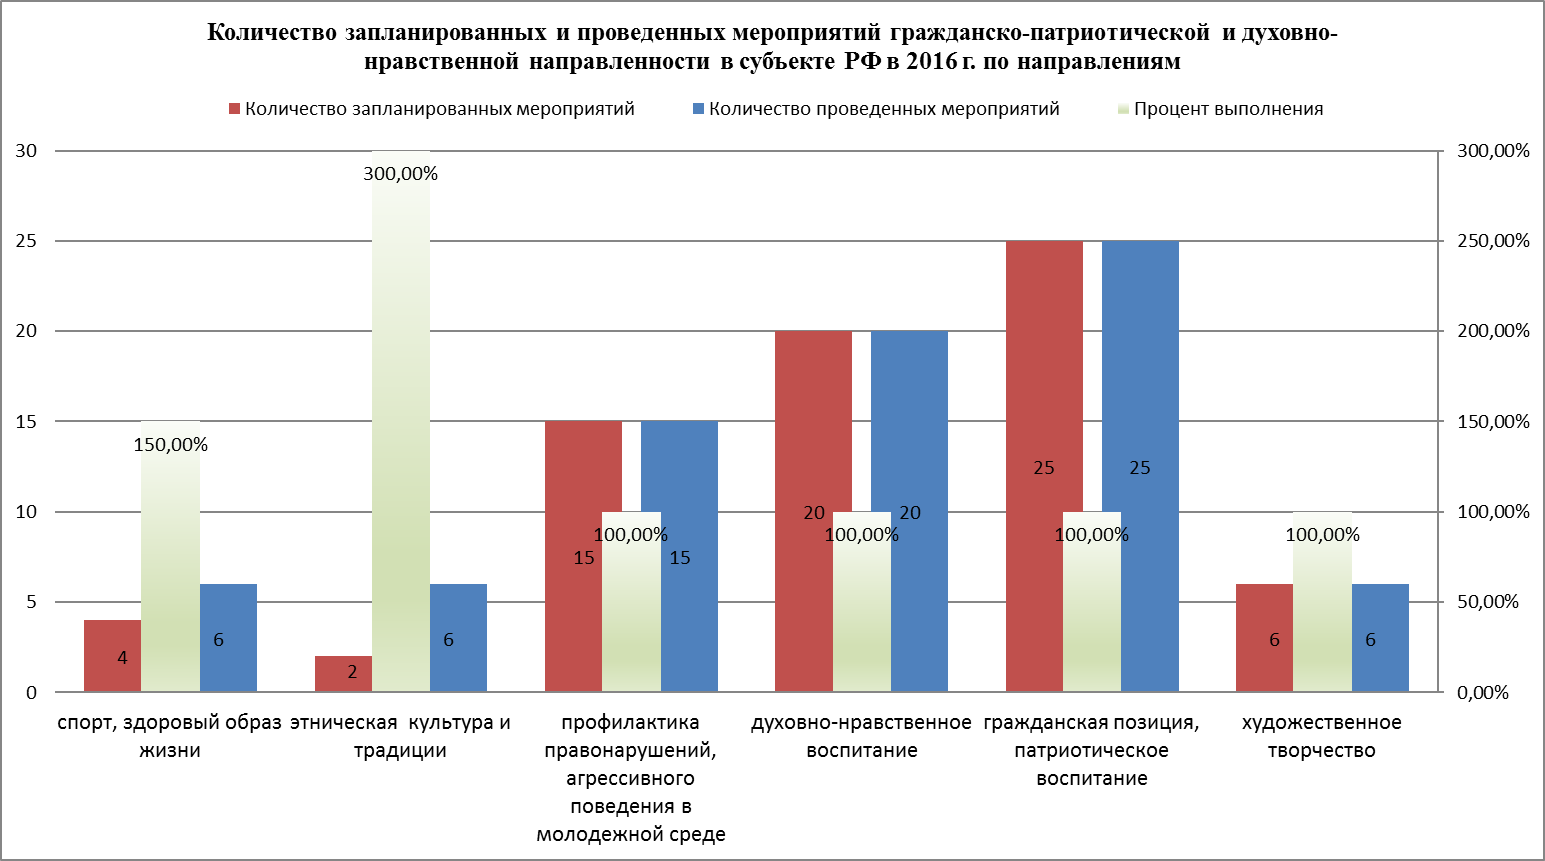 Количество запланированных и проведенных мероприятий гражданско-патриотической и духовно-
нравственной направленности в субъекте РФ в 2016 г. по направлениям
Количество запланированных мероприятий
Количество проведенных мероприятий
Процент выполнения
30
25
20
15
10
5
0
300,00%
250,00%
200,00%
150,00%
100,00%
50,00%
0,00%
4
150,00%
6
2
300,00%
6
15
100,00%
15
20
100,00%
20
25
100,00%
25
6
100,00%
6
спорт, здоровый образ
жизни
этническая культура и
традиции
профилактика
правонарушений,
агрессивного
поведения в
молодежной среде
духовно-нравственное
воспитание
гражданская позиция,
патриотическое
воспитание
художественное
творчество